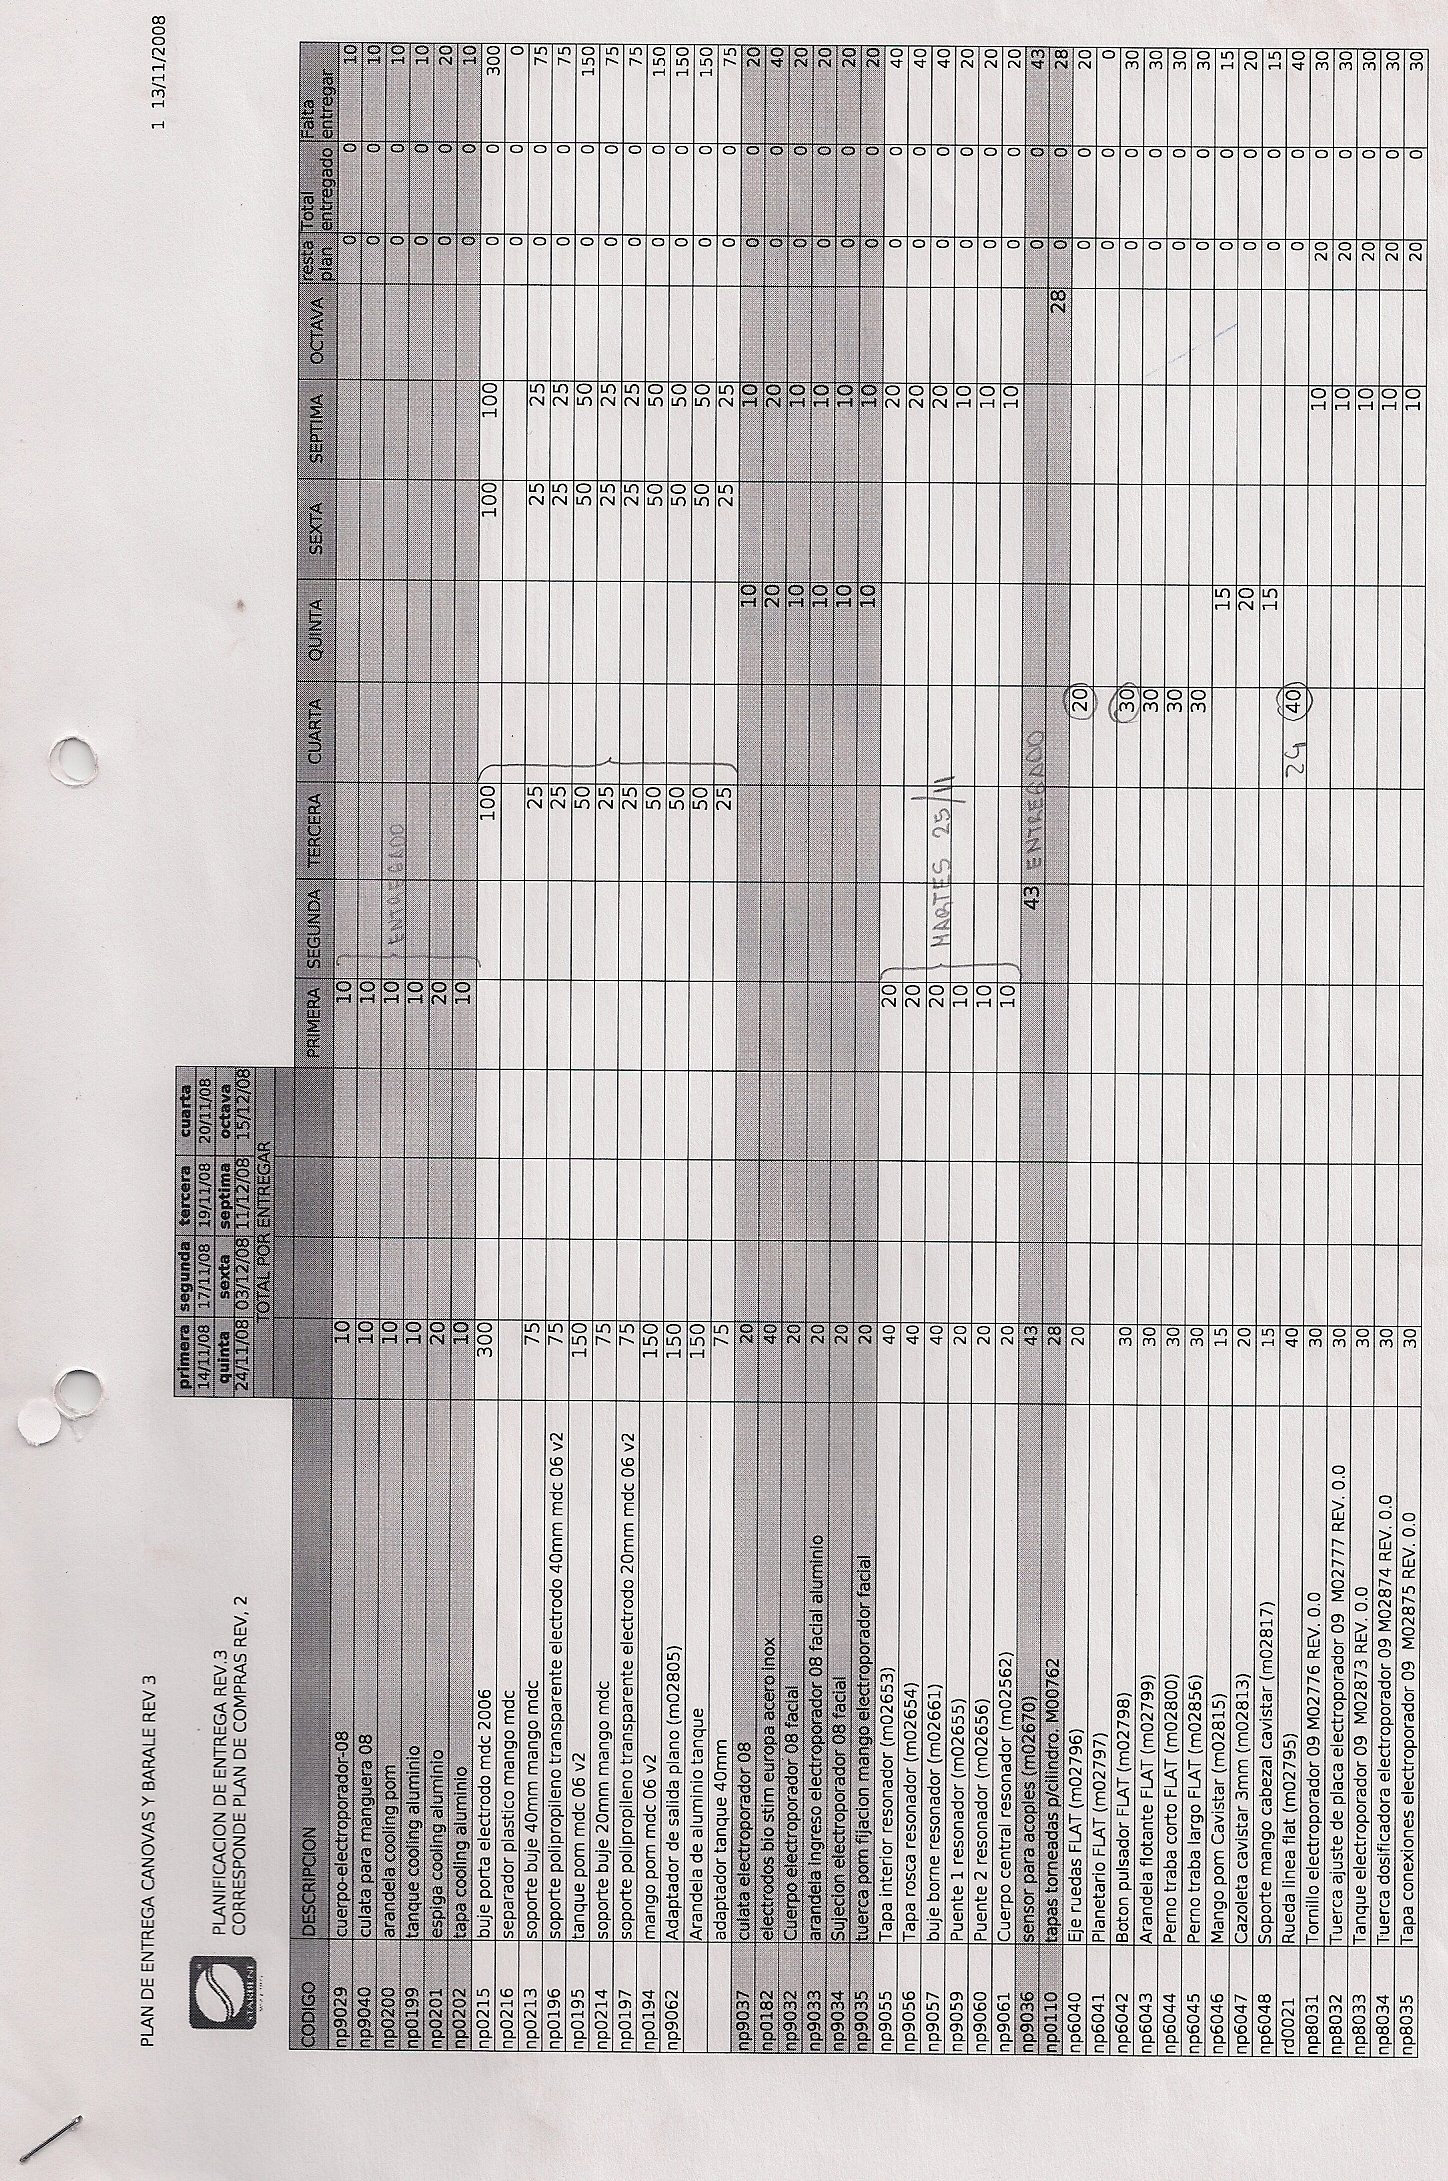 1 13/11/2008
PLAN DE ENTREGA CANOVAS Y BARALE REV 3
PLANIFICACION DE ENTREGA REV.3
CORRESPONDE PLAN DE COMPRAS REV, 2
primera segunda tercera cuarta
14/11/08 17/11/08 19/11/08 20/11/08
quinta sexta septima octava
24/11/08 03/12/08 11/12/08 15/12/08
TOTAL POR ENTREGAR
CODIGO DESCRIPCION PRIMERA SEGUNDA TERCERA CUARTA QUINTA SEXTA SEPTIMA OCTAVA resta plan Total entregado Falta entregar
np9029 cuerpo-electroporador-08 10 10 0 0 10
np9040 culata para manguera 08 10 10 0 0 10
np0200 arandela cooling pom 10 10 ENTREGADO 0 0 10
np0199 tanque cooling aluminio 10 10 0 0 10
np0201 espiga cooling aluminio 20 20 0 0 20
np0202 tapa cooling aluminio 10 10 0 0 10
np0215 buje porta electrodo mdc 2006 300 100 100 100 0 0 300
np0216 separador plastico mango mdc 0 0 0
np0213 soporte buje 40mm mango mdc 75 25 25 25 0 0 75
np0196 soporte polipropileno transparente electrodo 40mm mdc 06 v2 75 25 25 25 0 0 75
np0195 tanque pom mdc 06 v2 150 50 50 50 0 0 150
np0214 soporte buje 20mm mango mdc 75 25 25 25 0 0 75
np0197 soporte polipropileno transparente electrodo 20mm mdc 06 v2 75 25 25 25 0 0 75
np0194 mango pom mdc 06 v2 150 50 50 50 0 0 150
np9062 Adaptador de salida plano (m02805) 150 50 50 50 0 0 150
Arandela de aluminio tanque 150 50 50 50 0 0 150
adaptador tanque 40mm 75 25 25 25 0 0 75
np9037 culata electroporador 08 20 10 10 0 0 20
np0182 electrodos bio stim europa acero inox 40 20 20 0 0 40
np9032 Cuerpo electroporador 08 facial 20 10 10 0 0 20
np9033 arandela ingreso electroporador 08 facial aluminio 20 10 10 0 0 20
np9034 Sujecion electroporador 08 facial 20 10 10 0 0 20
np9035 tuerca pom fijacion mango electroporador facial 20 10 10 0 0 20
np9055 Tapa interior resonador (m02653) 40 20 20 0 0 40
np9056 Tapa rosca resonador (m02654) 40 20 20 0 0 40
np9057 buje borne resonador (m02661) 40 20 MARTES 25/11 20 0 0 40
np9059 Puente 1 resonador (m02655) 20 10 10 0 0 20
np9060 Puente 2 resonador (m02656) 20 10 10 0 0 20
np9061 Cuerpo central resonador (m02562) 20 10 10 0 0 20
np9036 sensor para acoples (m02670) 43 43 ENTREGADO 0 0 43
np0110 tapas torneadas p/cilindro. M00762 28 28 0 0 28
np6040 Eje ruedas FLAT (m02796) 20 20 0 0 20
np6041 Planetario FLAT (m02797) 0 0 0
np6042 Boton pulsador FLAT (m02798) 30 30 0 0 30
np6043 Arandela flotante FLAT (m02799) 30 30 0 0 30
np6044 Perno traba corto FLAT (m02800) 30 30 0 0 30
np6045 Perno traba largo FLAT (m02856) 30 30 0 0 30
np6046 Mango pom Cavistar (m02815) 15 15 0 0 15
np6047 Cazoleta cavistar 3mm (m02813) 20 20 0 0 20
np6048 Soporte mango cabezal cavistar (m02817) 15 15 0 0 15
rd0021 Rueda linea flat (m02795) 40 24 40 0 0 40
np8031 Tornillo electroporador 09 M02776 REV. 0.0 30 10 20 0 30
np8032 Tuerca ajuste de placa electroporador 09 M02777 REV. 0.0 30 10 20 0 30
np8033 Tanque electroporador 09 M02873 REV. 0.0 30 10 20 0 30
np8034 Tuerca dosificadora electroporador 09 M02874 REV. 0.0 30 10 20 0 30
np8035 Tapa conexiones electroporador 09 M02875 REV. 0.0 30 10 20 0 30